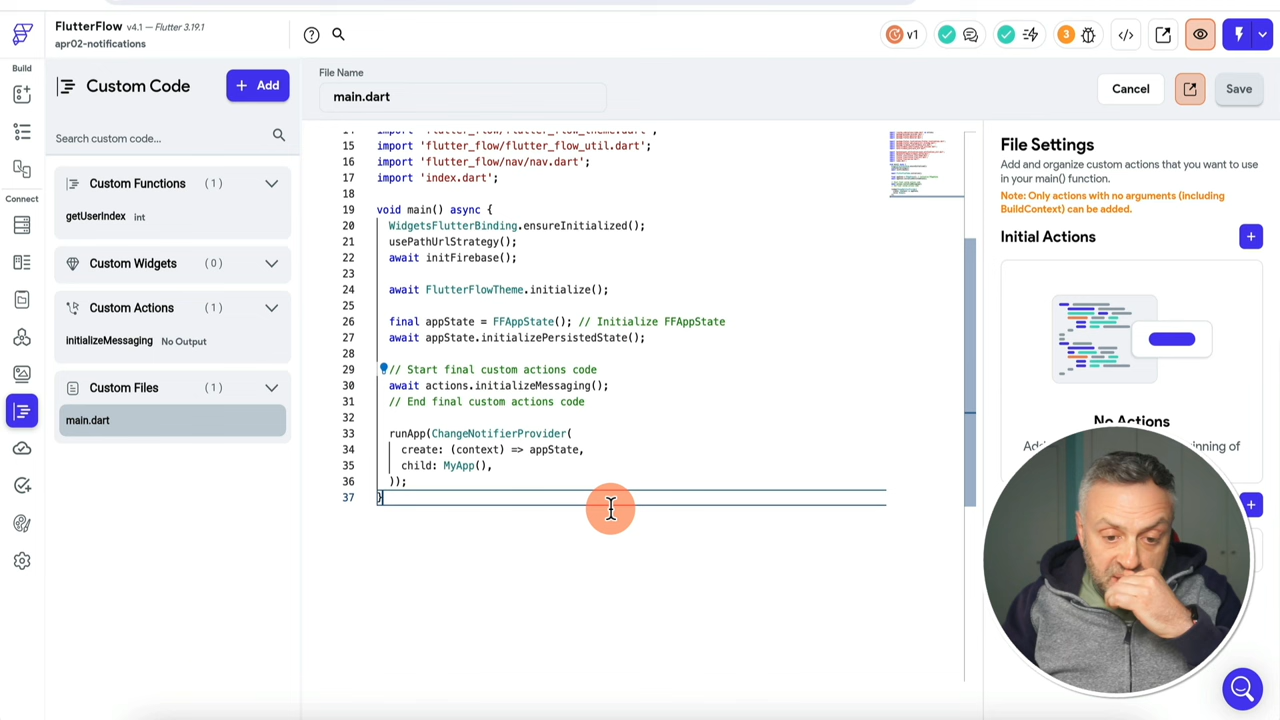 FlutterFlow v4.1 – Flutter 3.19.1
apr02-notifications
v1
3
Build
Connect
Custom Code
Add
Search custom code...
Custom Functions
getUserIndex int
Custom Widgets (0)
Custom Actions (1)
initializeMessaging No Output
Custom Files (1)
main.dart
File Name
main.dart
Cancel
Save
14 import 'flutter_flow/flutter_flow_theme.dart';
15 import 'flutter_flow/flutter_flow_util.dart';
16 import 'flutter_flow/nav/nav.dart';
17 import 'index.dart';
18
19 void main() async {
20 WidgetsFlutterBinding.ensureInitialized();
21 usePathUrlStrategy();
22 await initFirebase();
23
24 await FlutterFlowTheme.initialize();
25
26 final appState = FFAppState(); // Initialize FFAppState
27 await appState.initializePersistedState();
28
29 // Start final custom actions code
30 await actions.initializeMessaging();
31 // End final custom actions code
32
33 runApp(ChangeNotifierProvider(
34 create: (context) => appState,
35 child: MyApp(),
36 ));
37 }
File Settings
Add and organize custom actions that you want to use
in your main() function.
Note: Only actions with no arguments (including
BuildContext) can be added.
Initial Actions
No Actions